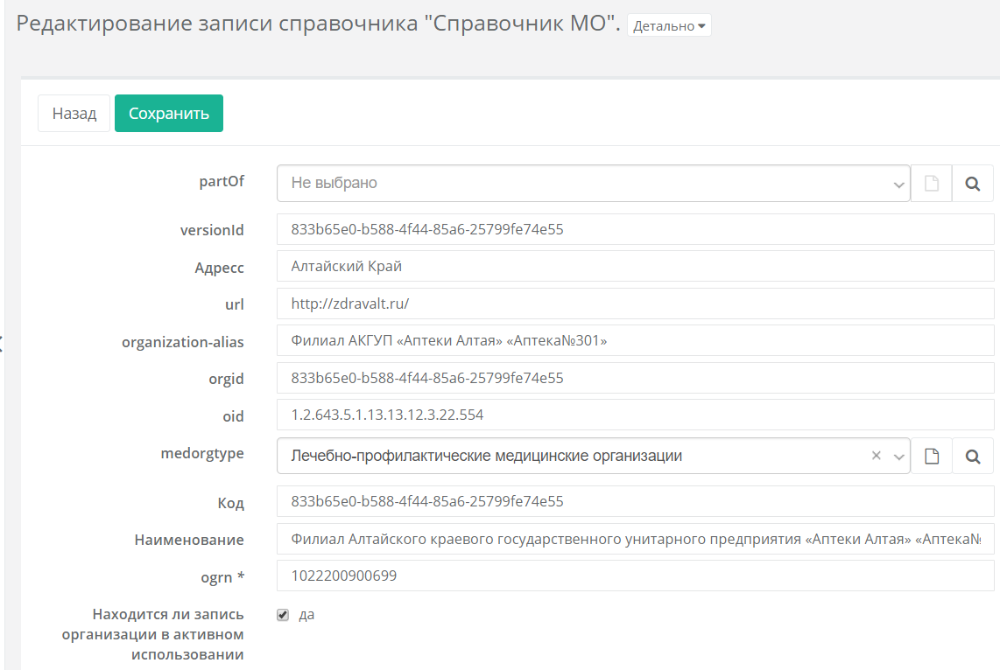 Редактирование записи справочника "Справочник МО". Детально
Назад Сохранить
partOf Не выбрано
versionId 833b65e0-b588-4f44-85a6-25799fe74e55
Адресс Алтайский Край
url http://zdravalt.ru/
organization-alias Филиал АКГУП «Аптеки Алтая» «Аптека№301»
orgid 833b65e0-b588-4f44-85a6-25799fe74e55
oid 1.2.643.5.1.13.13.12.3.22.554
medorgtype Лечебно-профилактические медицинские организации ×
Код 833b65e0-b588-4f44-85a6-25799fe74e55
Наименование Филиал Алтайского краевого государственного унитарного предприятия «Аптеки Алтая» «Аптека№
ogrn * 1022200900699
Находится ли запись да
организации в активном
использовании